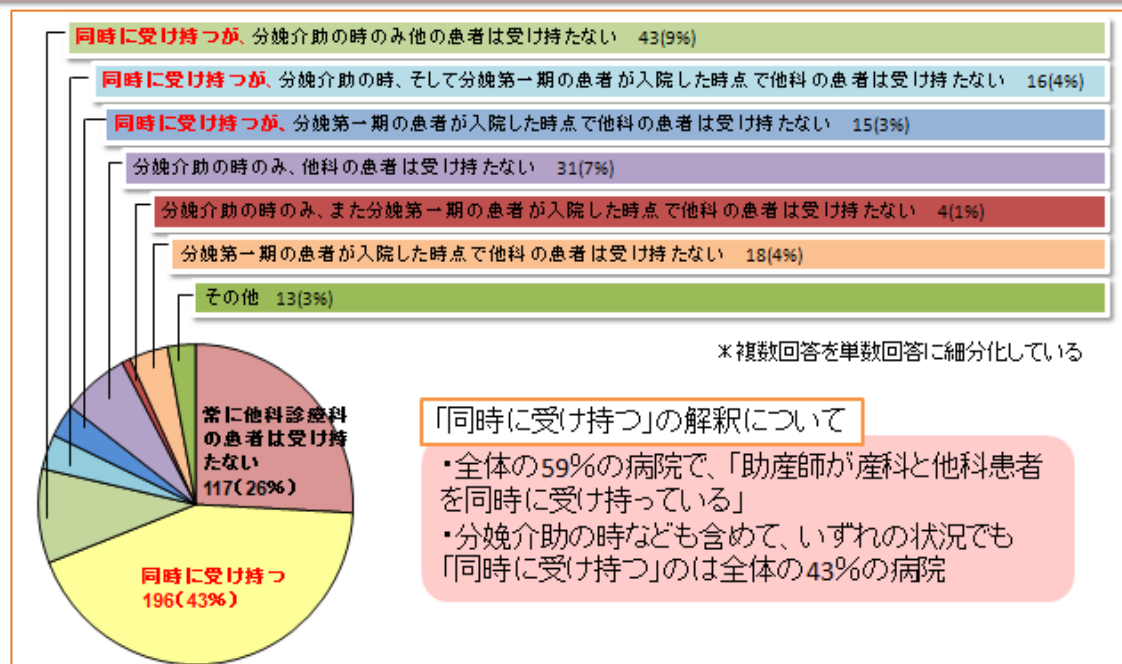 同時に受け持つが、分娩介助の時のみ他の患者は受け持たない 43(9%)
同時に受け持つが、分娩介助の時、そして分娩第一期の患者が入院した時点で他科の患者は受け持たない 16(4%)
同時に受け持つが、分娩第一期の患者が入院した時点で他科の患者は受け持たない 15(3%)
分娩介助の時のみ、他科の患者は受け持たない 31(7%)
分娩介助の時のみ、また分娩第一期の患者が入院した時点で他科の患者は受け持たない 4(1%)
分娩第一期の患者が入院した時点で他科の患者は受け持たない 18(4%)
その他 13(3%)
*複数回答を単数回答に細分化している
常に他科診療科
の患者は受け持
たない
117(26%)
同時に受け持つ
196(43%)
「同時に受け持つ」の解釈について
・全体の59%の病院で、「助産師が産科と他科患者
を同時に受け持っている」
・分娩介助の時なども含めて、いずれの状況でも
「同時に受け持つ」のは全体の43%の病院